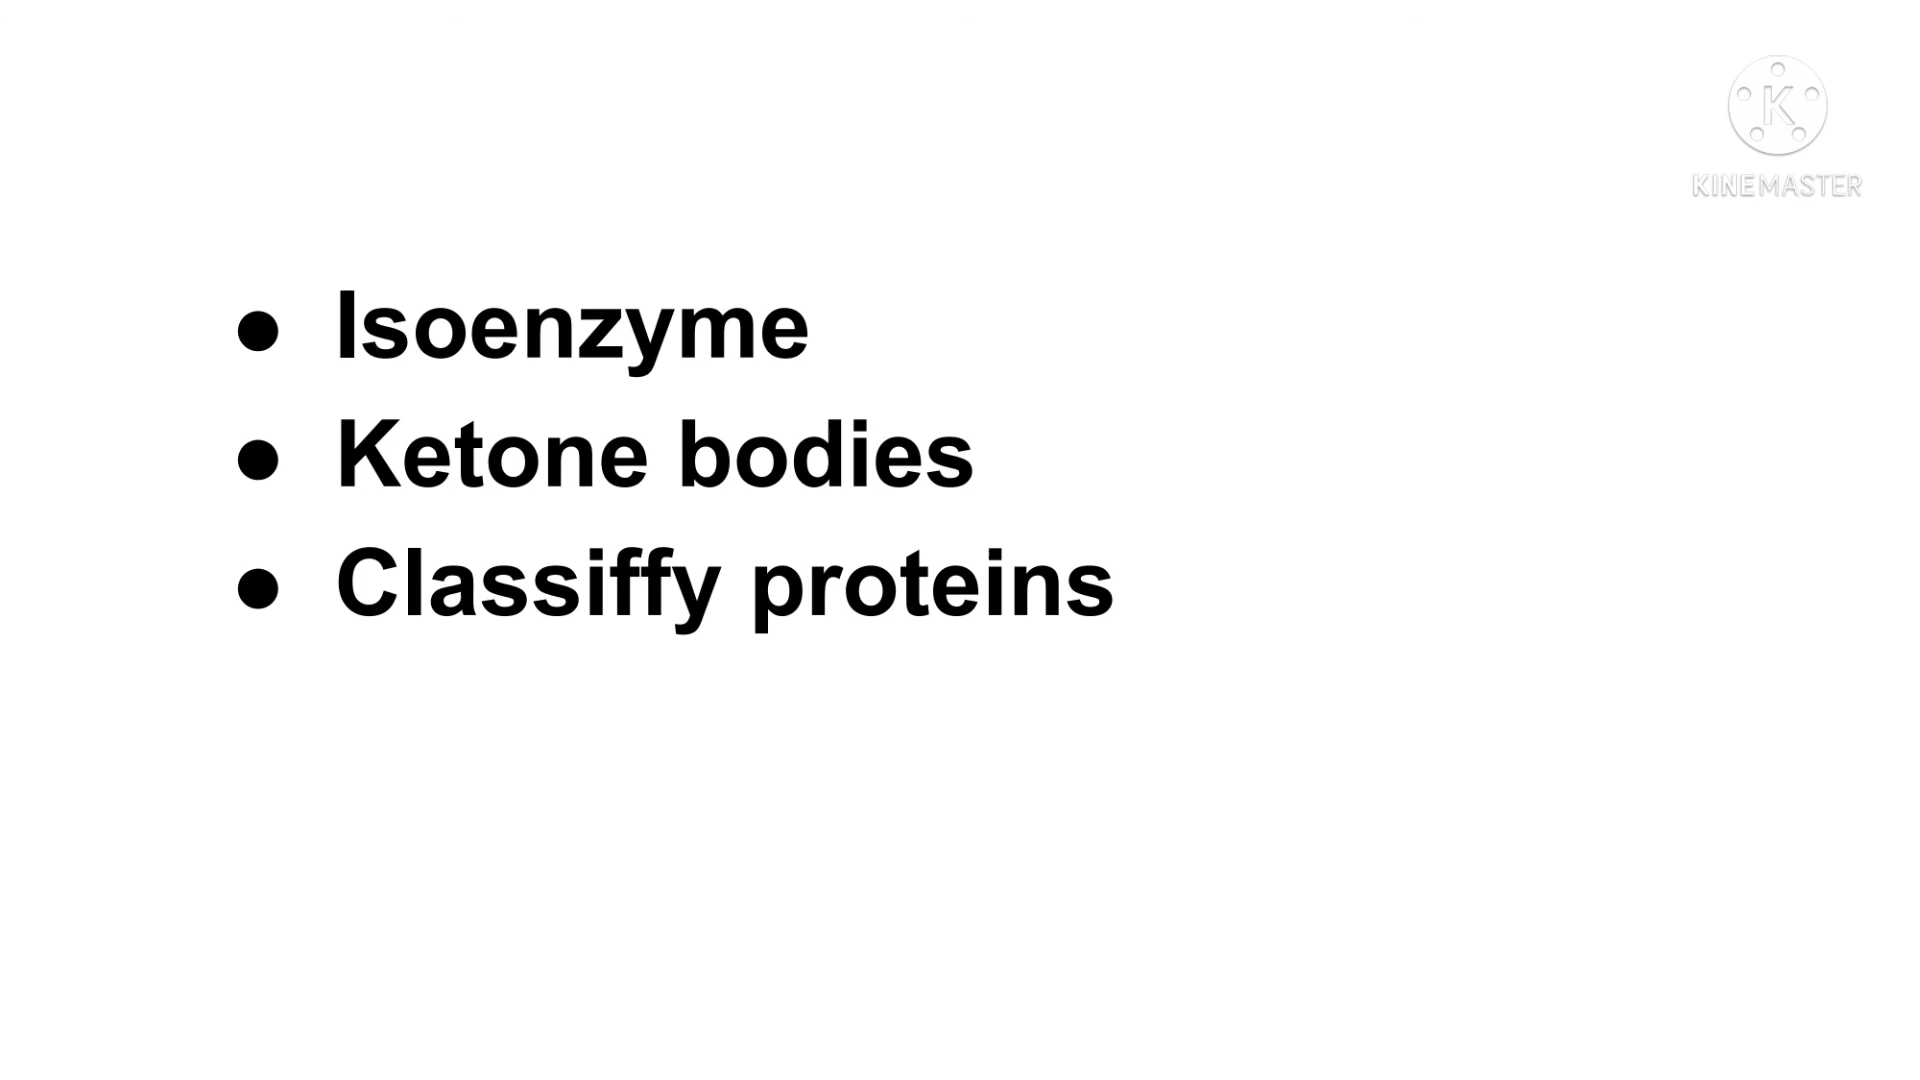 K
KINEMASTER
● Isoenzyme
● Ketone bodies
● Classiffy proteins